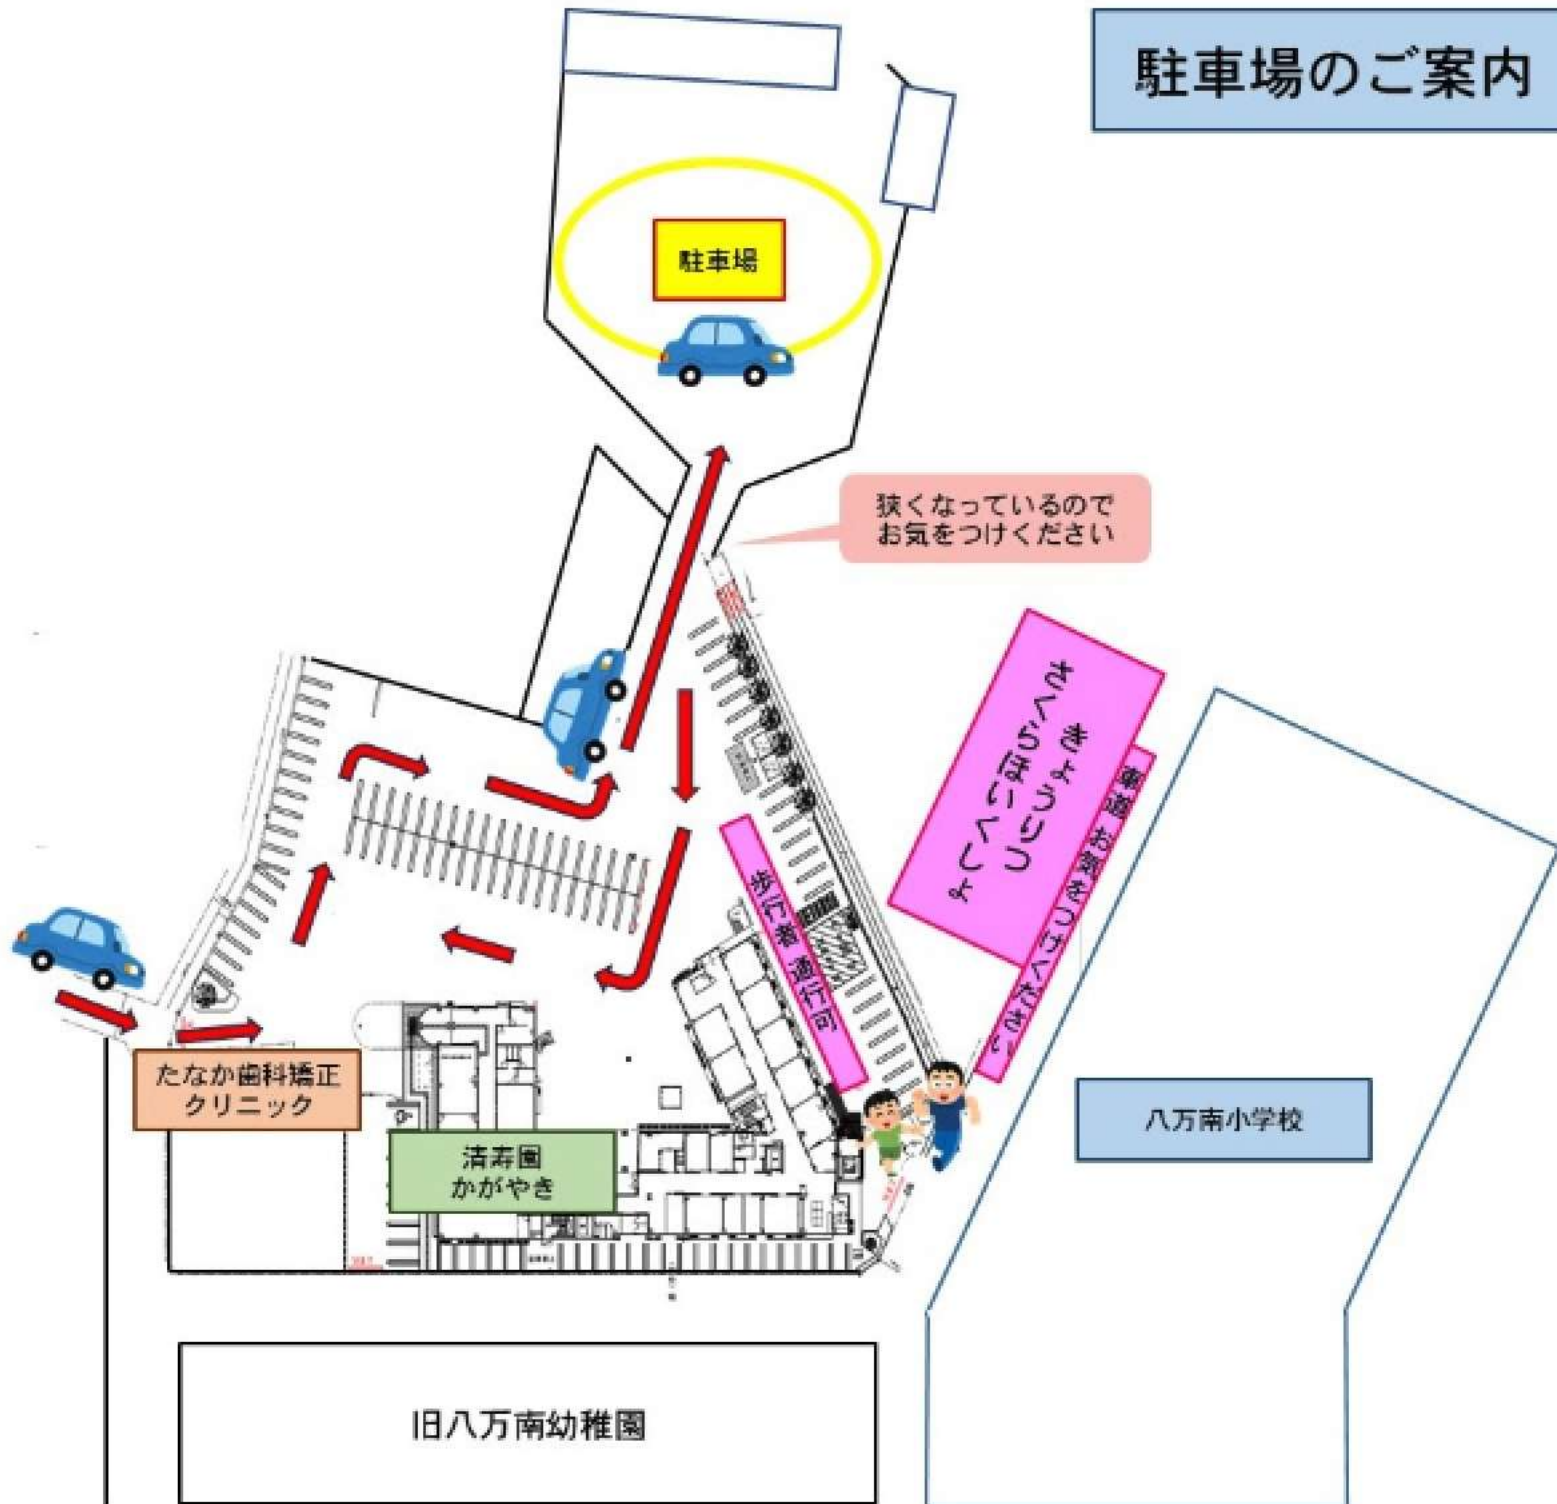 駐車場のご案内
駐車場
狭くなっているので
お気をつけください
きょうりつ
さくらほいくしょ
車道 お気をつけください
歩行者 通行可
たなか歯科矯正
クリニック
清寿園
かがやき
八万南小学校
旧八万南幼稚園